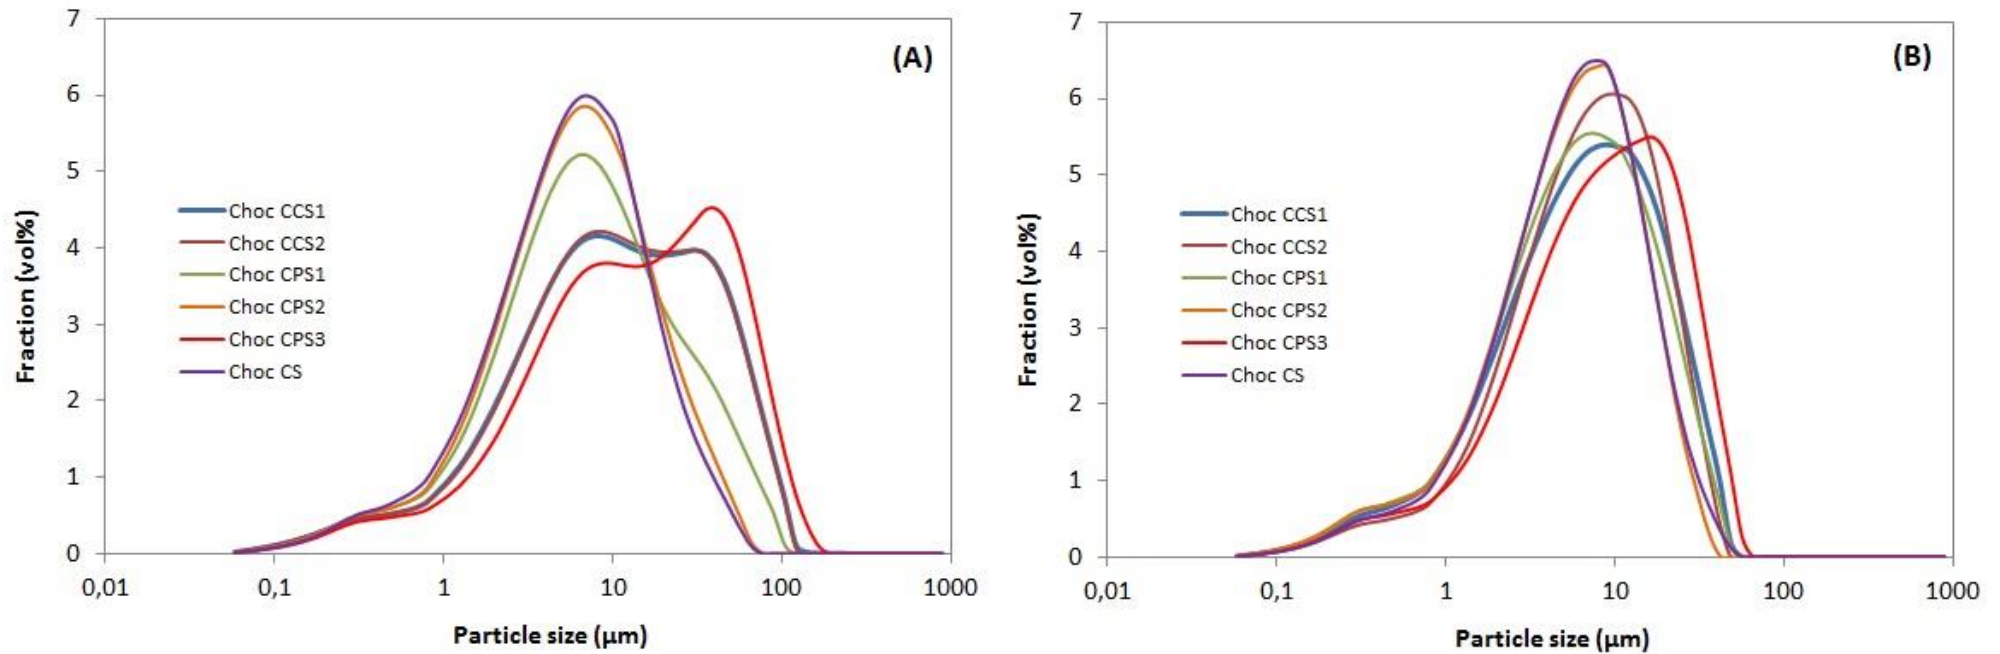 7
(A)
6
5
4
3
2
1
0
Fraction (vol%)
Choc CCS1
Choc CCS2
Choc CPS1
Choc CPS2
Choc CPS3
Choc CS
0,01
0,1
1
10
100
1000
Particle size (µm)
7
(B)
6
5
4
3
2
1
0
Fraction (vol%)
Choc CCS1
Choc CCS2
Choc CPS1
Choc CPS2
Choc CPS3
Choc CS
0,01
0,1
1
10
100
1000
Particle size (µm)